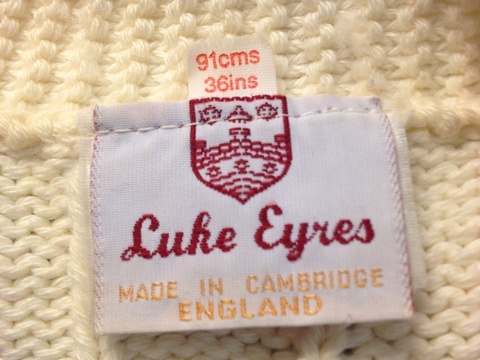 91cms
36ins
Luke Eyres
MADE IN CAMBRIDGE
ENGLAND